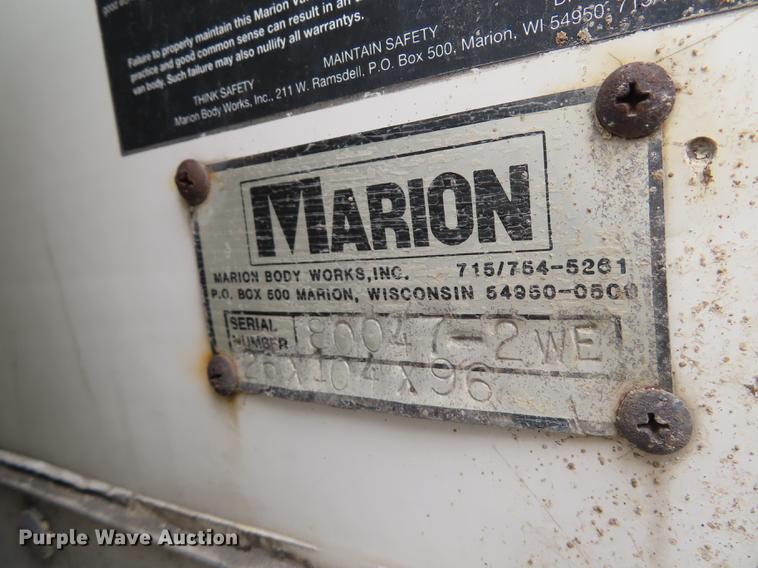 Failure to properly maintain this Marion Van
practice and good common sense can result in an
van body. Such failure may also nullify all warrantys.
THINK SAFETY MAINTAIN SAFETY
Marion Body Works, Inc., 211 W. Ramsdell, P.O. Box 500, Marion, WI 54950
MARION
MARION BODY WORKS, INC. 715/754-5261
P.O. BOX 500 MARION, WISCONSIN 54950-0500
SERIAL
NUMBER 80047-2WE
26X104X96
Purple Wave Auction